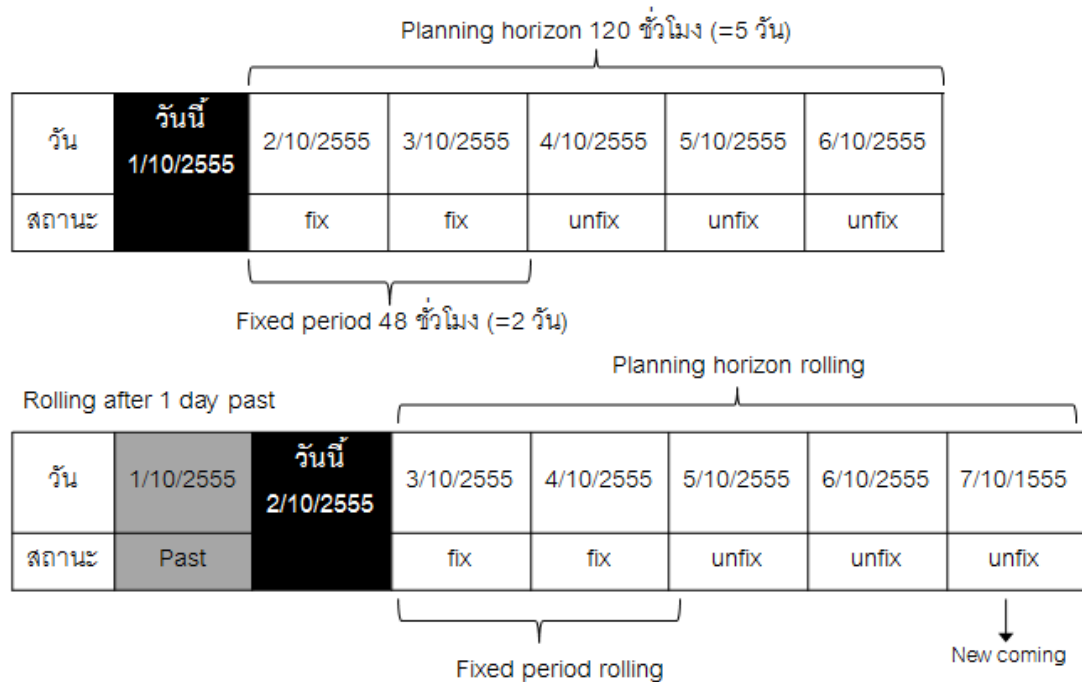 Planning horizon 120 ชั่วโมง (=5 วัน)
วัน วันนี้ 1/10/2555 2/10/2555 3/10/2555 4/10/2555 5/10/2555 6/10/2555
สถานะ fix fix unfix unfix unfix
Fixed period 48 ชั่วโมง (=2 วัน)
Planning horizon rolling
Rolling after 1 day past
วัน 1/10/2555 วันนี้ 2/10/2555 3/10/2555 4/10/2555 5/10/2555 6/10/2555 7/10/1555
สถานะ Past fix fix unfix unfix unfix
Fixed period rolling
New coming